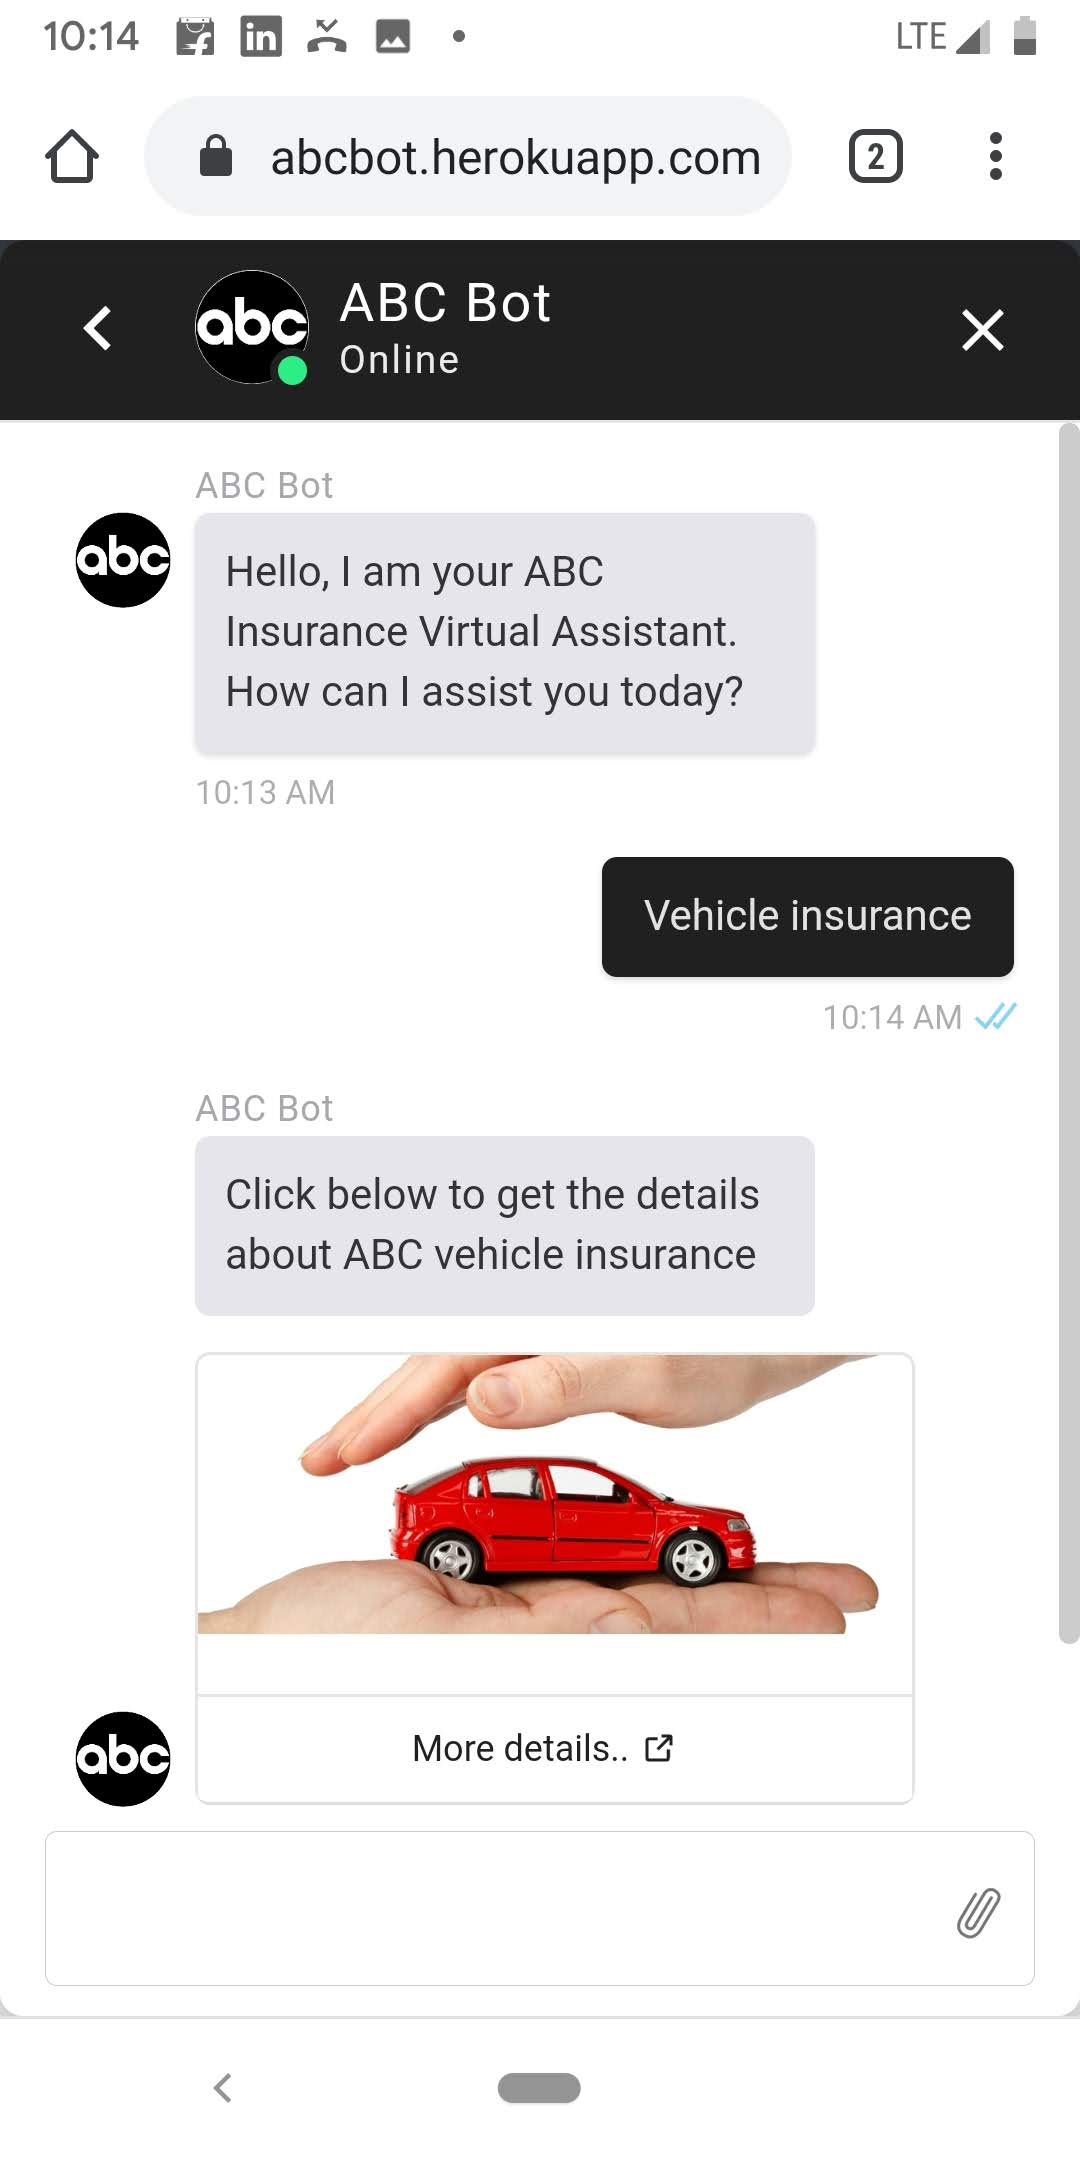 10:14
in
LTE
abcbot.herokuapp.com
2
abc
ABC Bot
Online
ABC Bot
abc
Hello, I am your ABC
Insurance Virtual Assistant.
How can I assist you today?
10:13 AM
Vehicle insurance
10:14 AM
ABC Bot
Click below to get the details
about ABC vehicle insurance
abc
More details..